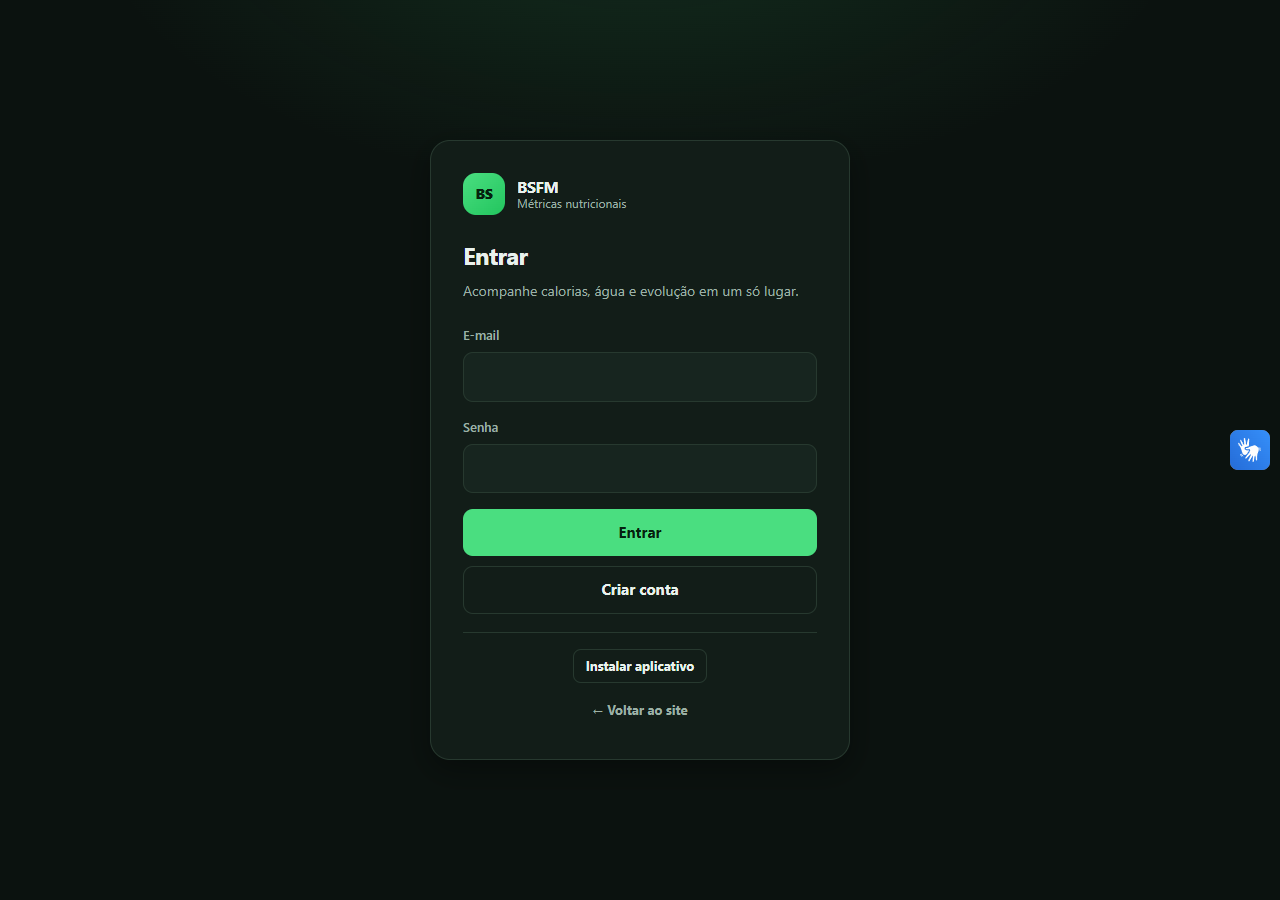 BS
BSFM
Métricas nutricionais
Entrar
Acompanhe calorias, água e evolução em um só lugar.
E-mail
Senha
Entrar
Criar conta
Instalar aplicativo
← Voltar ao site